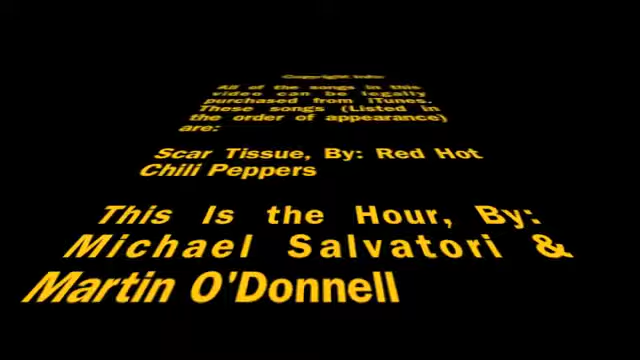 Copyright Info:
All of the songs in this
video can be legally
purchased from iTunes.
These songs (Listed in
the order of appearance)
are:
Scar Tissue, By: Red Hot
Chili Peppers
This Is the Hour, By:
Michael Salvatori &
Martin O'Donnell